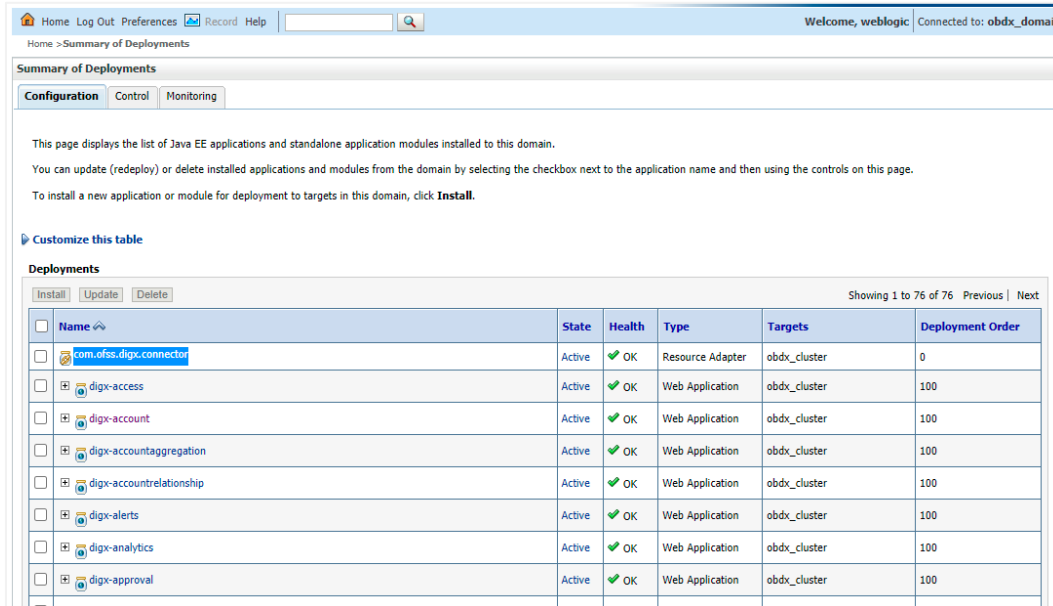 Home Log Out Preferences Record Help Welcome, weblogic Connected to: obdx_domai
Home >Summary of Deployments
Summary of Deployments
Configuration Control Monitoring
This page displays the list of Java EE applications and standalone application modules installed to this domain.
You can update (redeploy) or delete installed applications and modules from the domain by selecting the checkbox next to the application name and then using the controls on this page.
To install a new application or module for deployment to targets in this domain, click Install.
Customize this table
Deployments
Install Update Delete Showing 1 to 76 of 76 Previous | Next
Name State Health Type Targets Deployment Order
com.ofss.digx.connector Active OK Resource Adapter obdx_cluster 0
digx-access Active OK Web Application obdx_cluster 100
digx-account Active OK Web Application obdx_cluster 100
digx-accountaggregation Active OK Web Application obdx_cluster 100
digx-accountrelationship Active OK Web Application obdx_cluster 100
digx-alerts Active OK Web Application obdx_cluster 100
digx-analytics Active OK Web Application obdx_cluster 100
digx-approval Active OK Web Application obdx_cluster 100